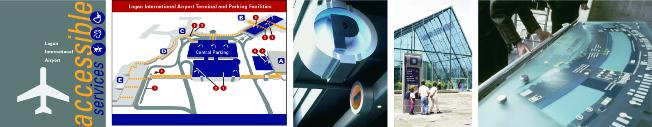 Logan
International
Airport
accessible
services
Logan International Airport Terminal and Parking Facilities
B
C
D
E
A
Central Parking
P